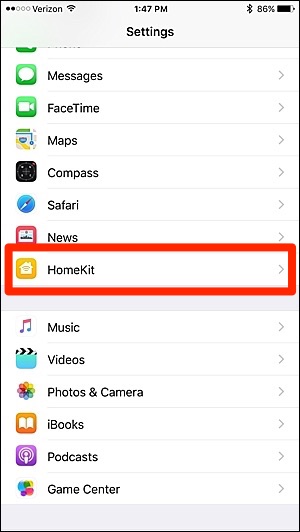 Verizon 1:47 PM 86%
Settings
Phone
Messages
FaceTime
Maps
Compass
Safari
News
HomeKit
Music
Videos
Photos & Camera
iBooks
Podcasts
Game Center